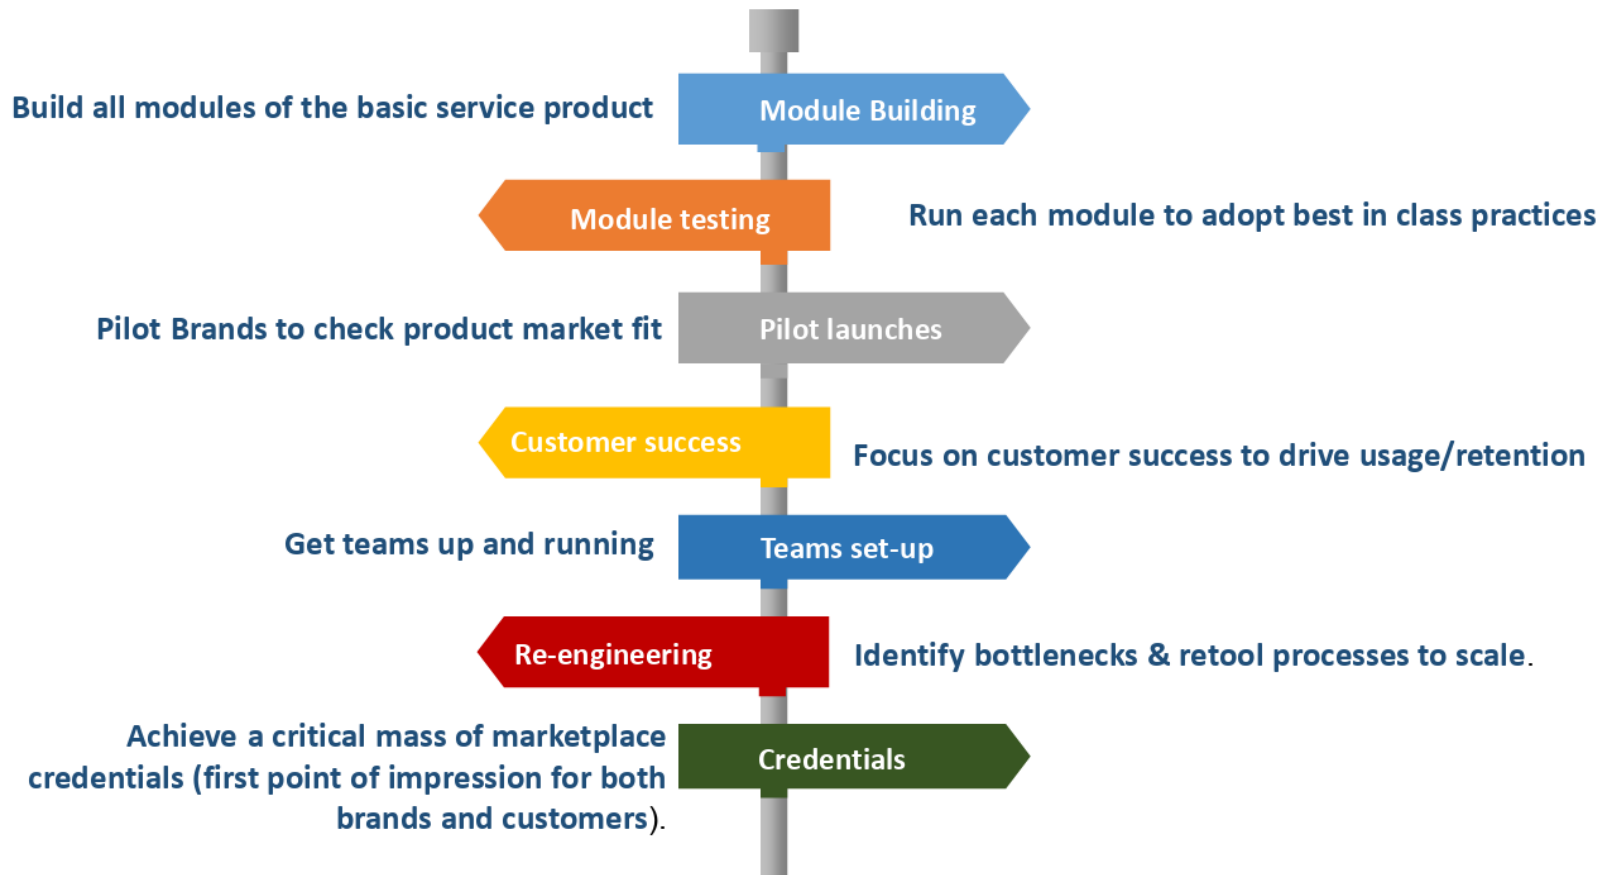 Build all modules of the basic service product
Module Building
Module testing
Run each module to adopt best in class practices
Pilot Brands to check product market fit
Pilot launches
Customer success
Focus on customer success to drive usage/retention
Get teams up and running
Teams set-up
Re-engineering
Identify bottlenecks & retool processes to scale.
Achieve a critical mass of marketplace
credentials (first point of impression for both
brands and customers).
Credentials